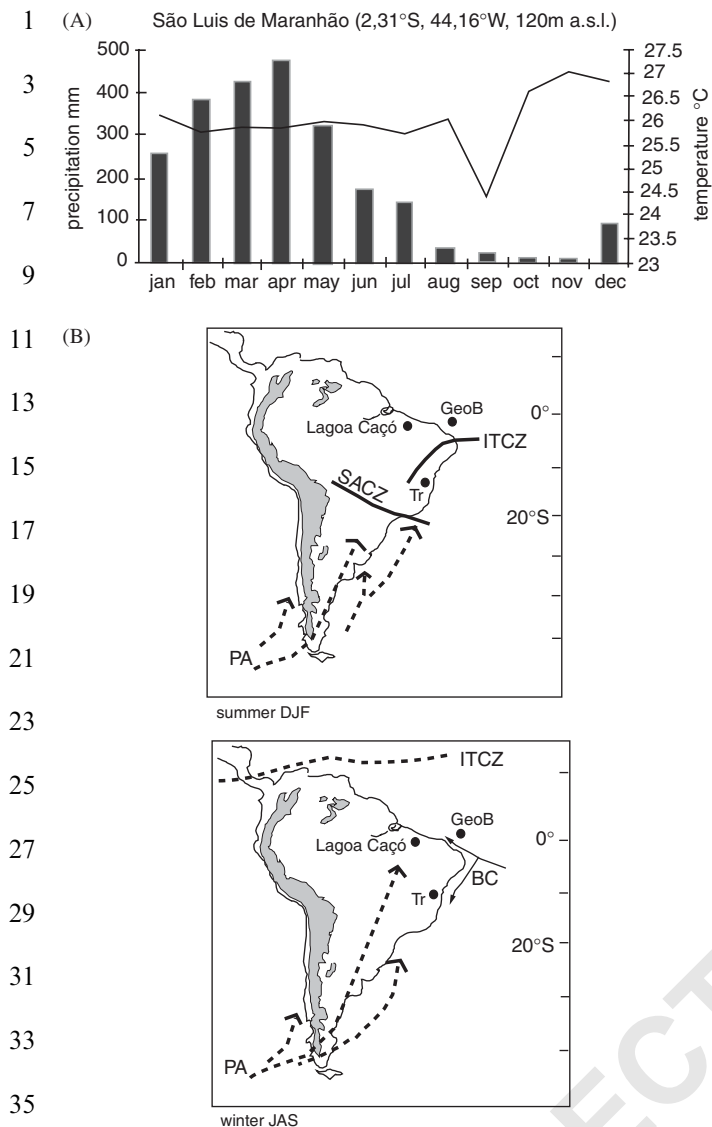 1 (A) São Luis de Maranhão (2,31°S, 44,16°W, 120m a.s.l.)
3
5
7
9
precipitation mm
500
400
300
200
100
0
27.5
27
26.5
26
25.5
25
24.5
24
23.5
23
temperature °C
jan feb mar apr may jun jul aug sep oct nov dec
11 (B)
13
15
17
19
21
23
25
27
29
31
33
35
GeoB
0°
Lagoa Caçó
ITCZ
SACZ
Tr
20°S
PA
summer DJF
ITCZ
GeoB
0°
Lagoa Caçó
BC
Tr
20°S
PA
winter JAS
ECT